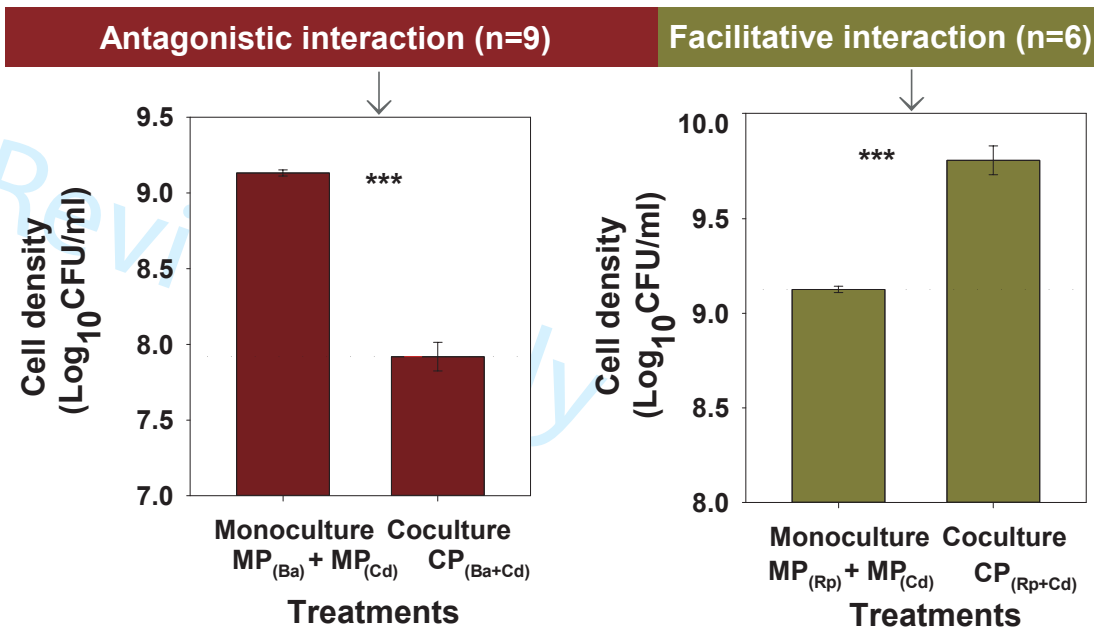 Antagonistic interaction (n=9)
Facilitative interaction (n=6)
9.5
9.0
8.5
8.0
7.5
7.0
Cell density
(Log10CFU/ml)
***
Monoculture Coculture
MP(Ba) + MP(Cd) CP(Ba+Cd)
Treatments
10.0
9.5
9.0
8.5
8.0
Cell density
(Log10CFU/ml)
***
Monoculture Coculture
MP(Rp) + MP(Cd) CP(Rp+Cd)
Treatments